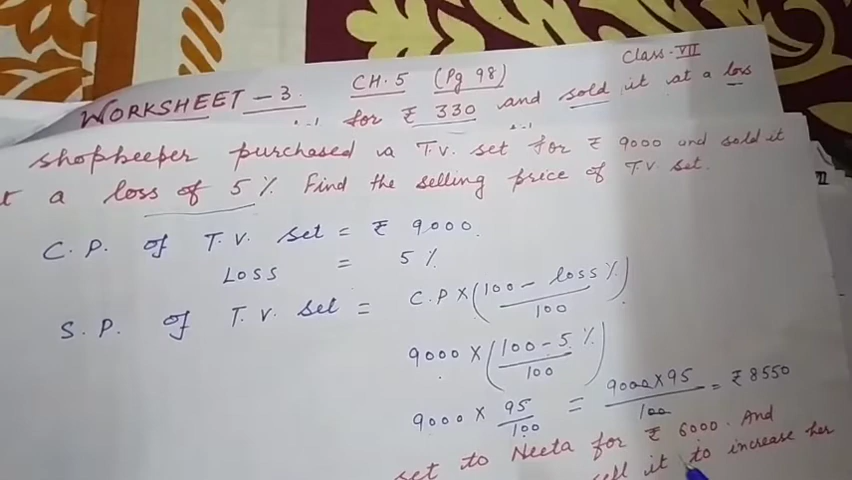 Class-VII
WORKSHEET-3. CH.5 (Pg 98)
for ₹ 330 and sold it at a loss
shopkeeper purchased a T.V. set for ₹ 9000 and sold it
t a loss of 5% Find the selling price of T.V set.
C.P. of T.V. set = ₹ 9000.
LOSS = 5%
S.P. of T.V. set = C.P × (100 - loss% / 100)
9000 × (100-5% / 100)
9000 × 95/100 = 9000×95/100 = ₹ 8550
set to Neeta for ₹ 6000. And
sell it to increase her